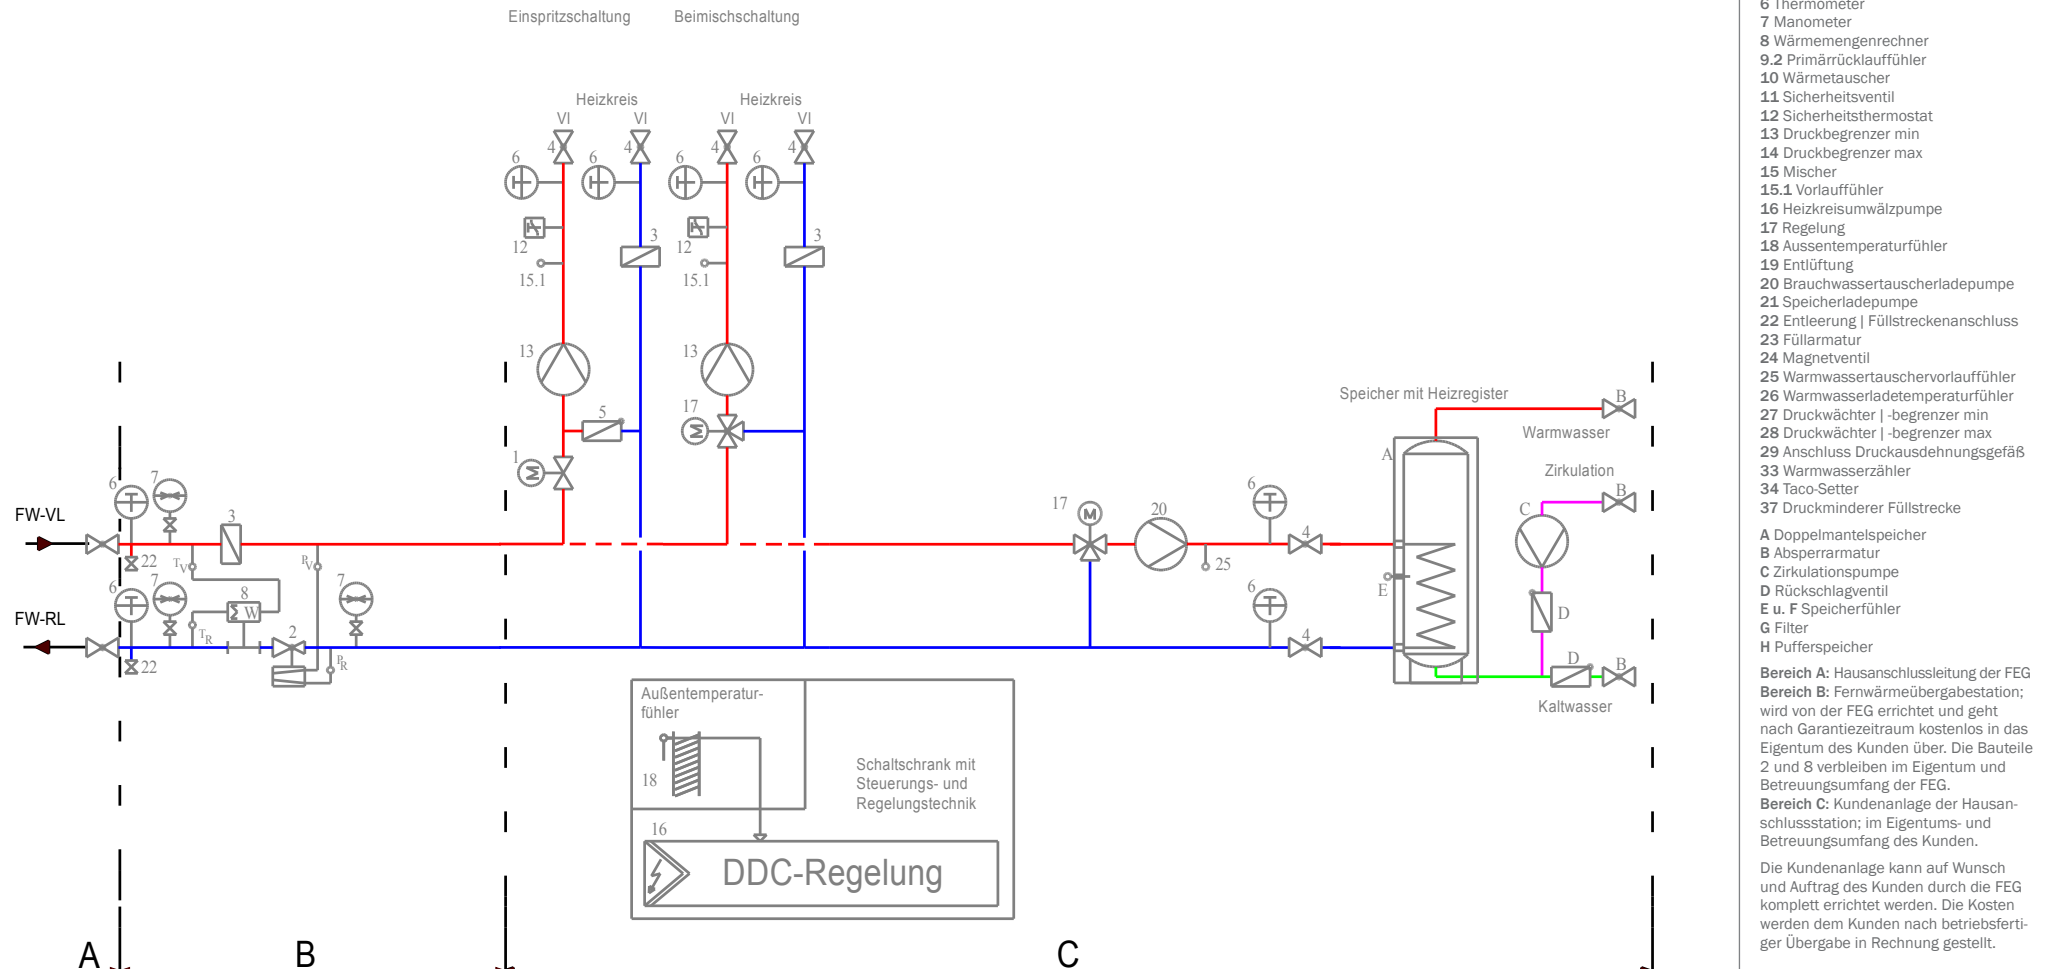 Einspritzschaltung
Beimischschaltung
Heizkreis
Heizkreis
VI
VI
VI
VI
4
4
4
4
6
6
6
6
12
3
12
3
15.1
15.1
13
13
17
5
1
Speicher mit Heizregister
B
Warmwasser
A
Zirkulation
B
C
6
7
FW-VL
3
22
T_V
P_V
17
20
6
4
25
E
6
7
8
7
Σ W
FW-RL
T_R
2
P_R
22
6
4
D
D
B
Kaltwasser
M
M
M
Außentemperatur-
fühler
18
Schaltschrank mit
Steuerungs- und
Regelungstechnik
16
DDC-Regelung
A
B
C
6 Thermometer
7 Manometer
8 Wärmemengenrechner
9.2 Primärrücklauffühler
10 Wärmetauscher
11 Sicherheitsventil
12 Sicherheitsthermostat
13 Druckbegrenzer min
14 Druckbegrenzer max
15 Mischer
15.1 Vorlauffühler
16 Heizkreisumwälzpumpe
17 Regelung
18 Aussentemperaturfühler
19 Entlüftung
20 Brauchwassertauscherladepumpe
21 Speicherladepumpe
22 Entleerung | Füllstreckenanschluss
23 Füllarmatur
24 Magnetventil
25 Warmwassertauschervorlauffühler
26 Warmwasserladetemperaturfühler
27 Druckwächter | -begrenzer min
28 Druckwächter | -begrenzer max
29 Anschluss Druckausdehnungsgefäß
33 Warmwasserzähler
34 Taco-Setter
37 Druckminderer Füllstrecke
A Doppelmantelspeicher
B Absperrarmatur
C Zirkulationspumpe
D Rückschlagventil
E u. F Speicherfühler
G Filter
H Pufferspeicher
Bereich A: Hausanschlussleitung der FEG
Bereich B: Fernwärmeübergabestation;
wird von der FEG errichtet und geht
nach Garantiezeitraum kostenlos in das
Eigentum des Kunden über. Die Bauteile
2 und 8 verbleiben im Eigentum und
Betreuungsumfang der FEG.
Bereich C: Kundenanlage der Hausan-
schlussstation; im Eigentums- und
Betreuungsumfang des Kunden.
Die Kundenanlage kann auf Wunsch
und Auftrag des Kunden durch die FEG
komplett errichtet werden. Die Kosten
werden dem Kunden nach betriebsferti-
ger Übergabe in Rechnung gestellt.